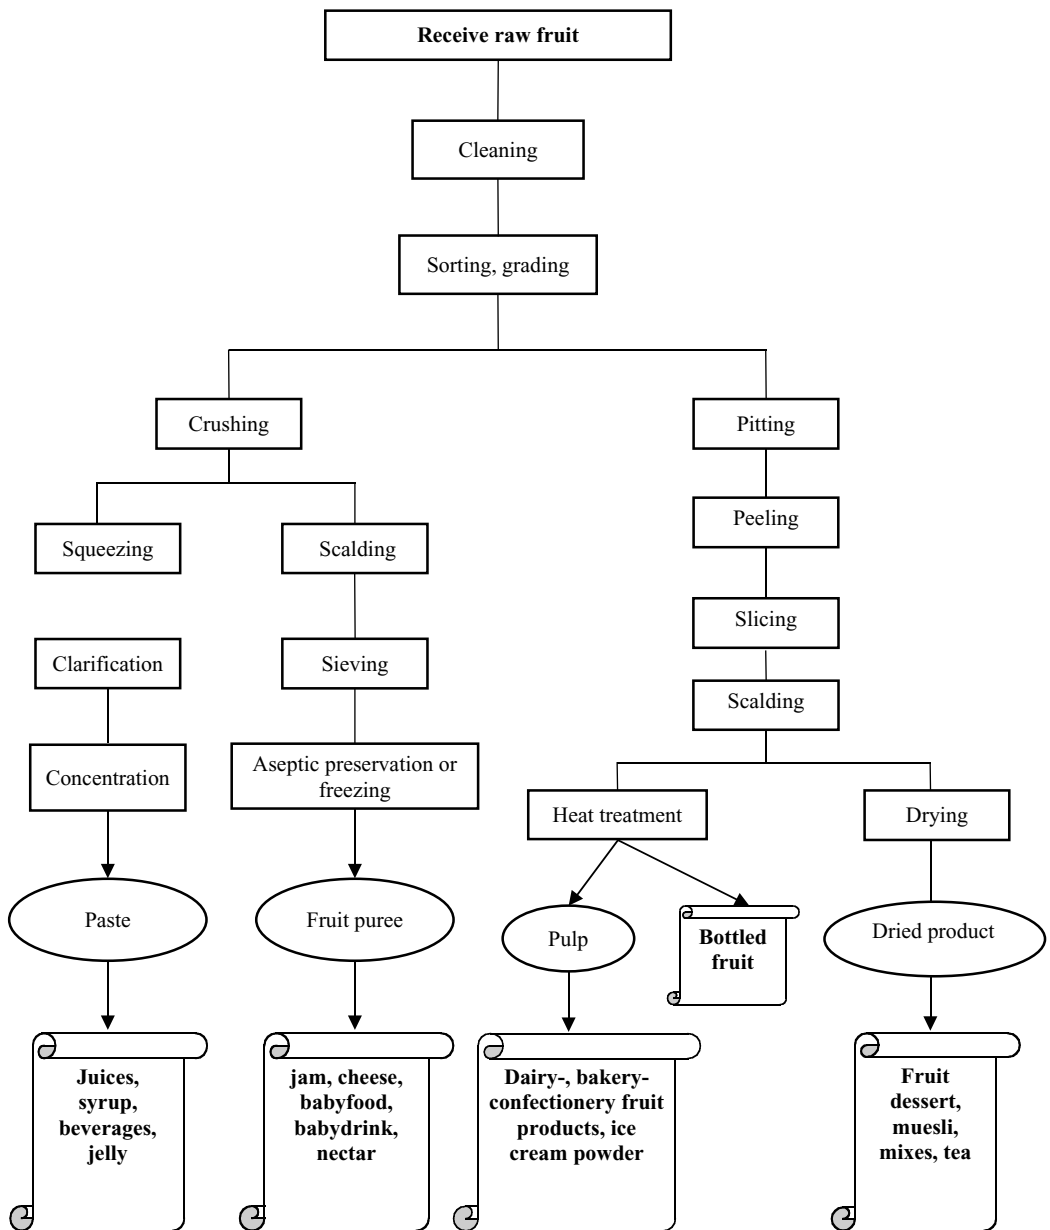 Receive raw fruit
Cleaning
Sorting, grading
Crushing
Pitting
Squeezing
Scalding
Peeling
Slicing
Clarification
Sieving
Scalding
Concentration
Aseptic preservation or
freezing
Heat treatment
Drying
Paste
Fruit puree
Pulp
Bottled
fruit
Dried product
Juices,
syrup,
beverages,
jelly
jam, cheese,
babyfood,
babydrink,
nectar
Dairy-, bakery-
confectionery fruit
products, ice
cream powder
Fruit
dessert,
muesli,
mixes, tea